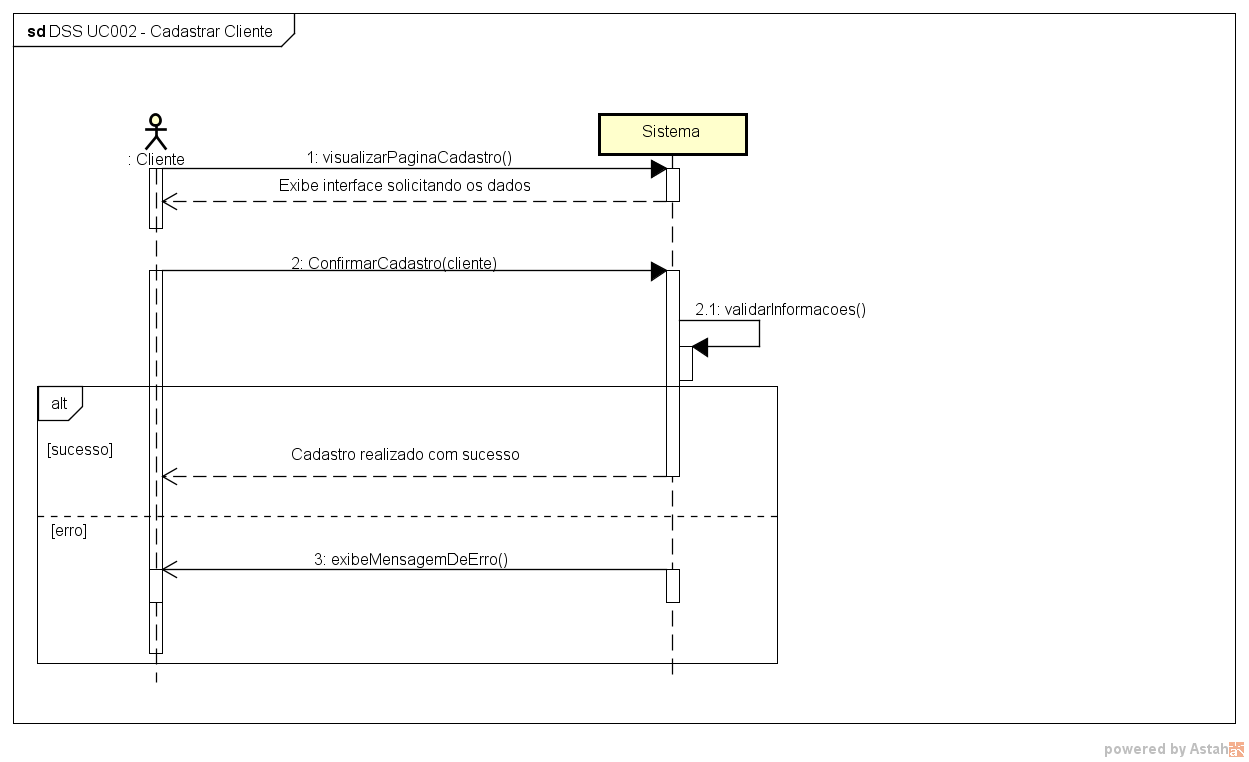 sd DSS UC002 - Cadastrar Cliente
Sistema
: Cliente
1: visualizarPaginaCadastro()
Exibe interface solicitando os dados
2: ConfirmarCadastro(cliente)
2.1: validarInformacoes()
alt
[sucesso]
Cadastro realizado com sucesso
[erro]
3: exibeMensagemDeErro()
powered by Astah